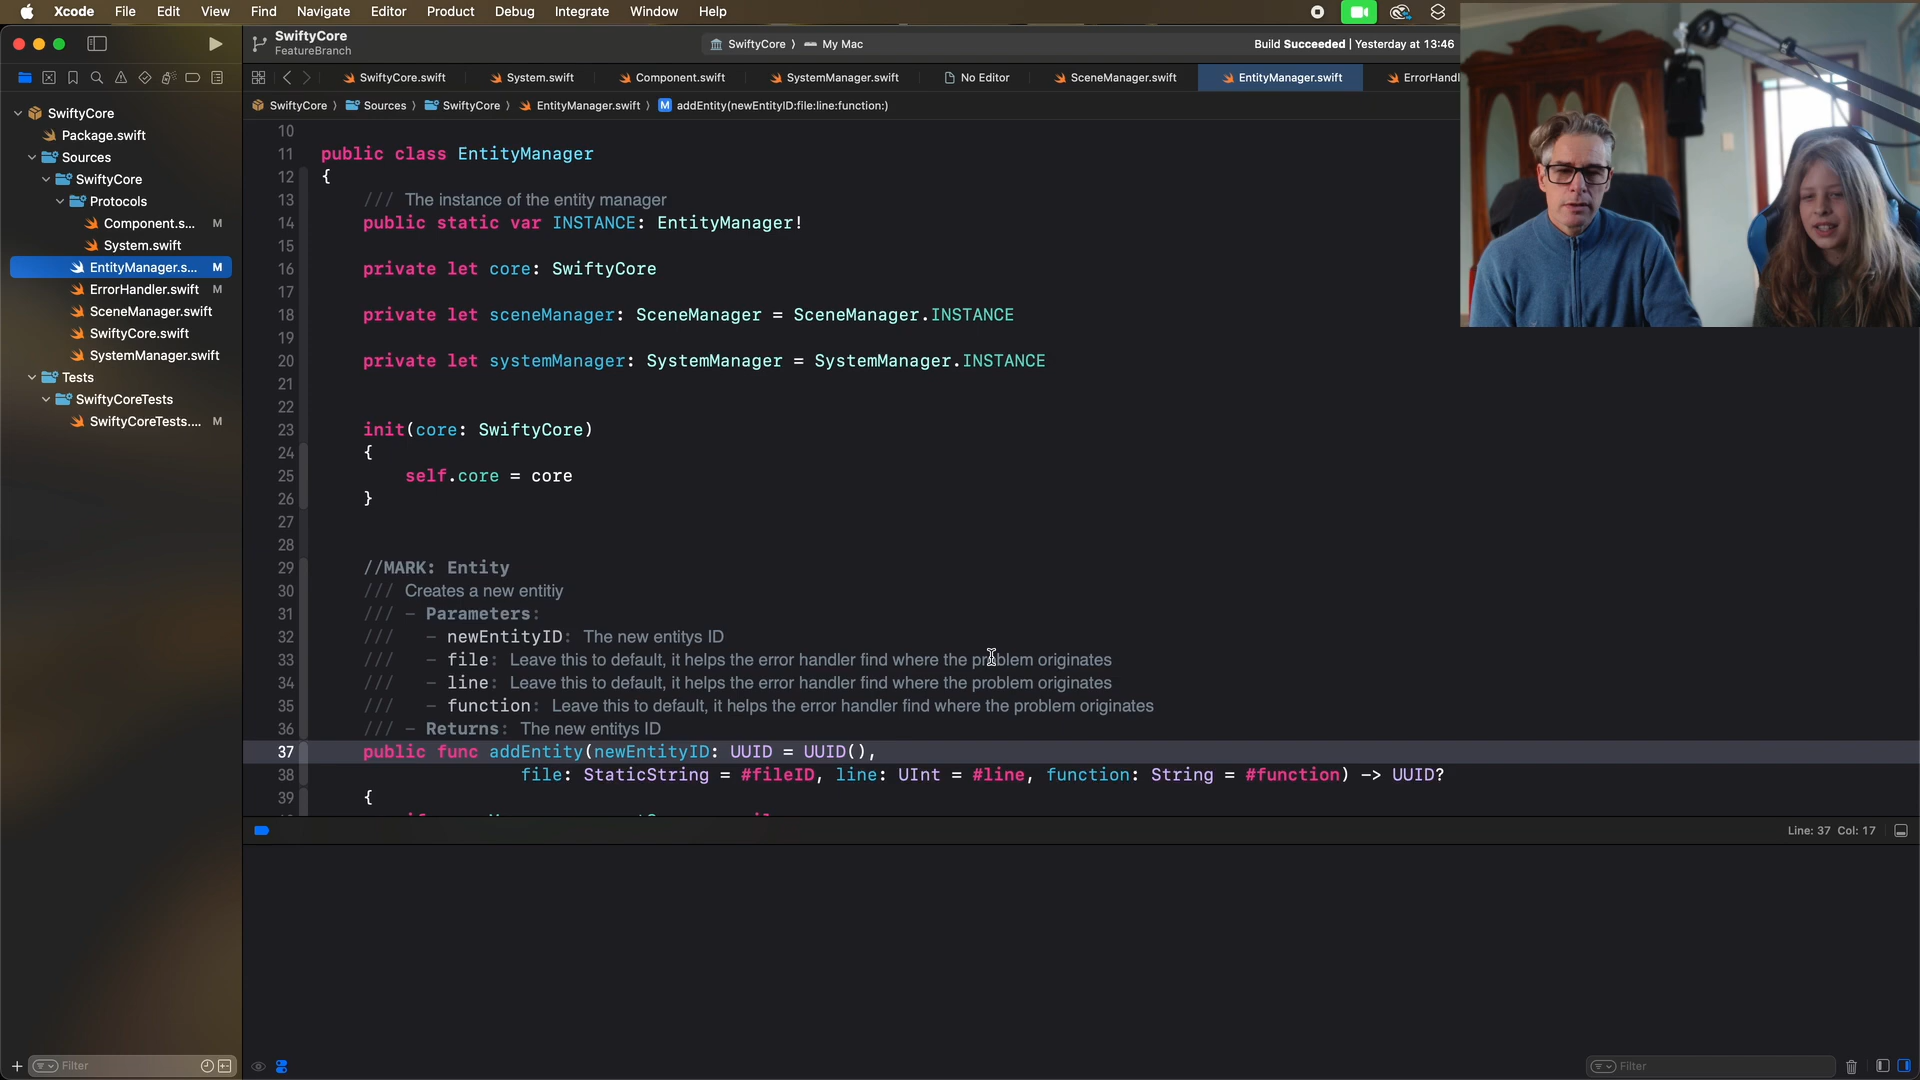 Xcode File Edit View Find Navigate Editor Product Debug Integrate Window Help
SwiftyCore
FeatureBranch
SwiftyCore 〉 My Mac
Build Succeeded | Yesterday at 13:46
SwiftyCore.swift System.swift Component.swift SystemManager.swift No Editor SceneManager.swift EntityManager.swift ErrorHandl
SwiftyCore 〉 Sources 〉 SwiftyCore 〉 EntityManager.swift 〉 M addEntity(newEntityID:file:line:function:)
SwiftyCore
Package.swift
Sources
SwiftyCore
Protocols
Component.s... M
System.swift
EntityManager.s... M
ErrorHandler.swift M
SceneManager.swift
SwiftyCore.swift
SystemManager.swift
Tests
SwiftyCoreTests
SwiftyCoreTests.... M
10
11 public class EntityManager
12 {
13 /// The instance of the entity manager
14 public static var INSTANCE: EntityManager!
15
16 private let core: SwiftyCore
17
18 private let sceneManager: SceneManager = SceneManager.INSTANCE
19
20 private let systemManager: SystemManager = SystemManager.INSTANCE
21
22
23 init(core: SwiftyCore)
24 {
25 self.core = core
26 }
27
28
29 //MARK: Entity
30 /// Creates a new entitiy
31 /// – Parameters:
32 /// – newEntityID: The new entitys ID
33 /// – file: Leave this to default, it helps the error handler find where the problem originates
34 /// – line: Leave this to default, it helps the error handler find where the problem originates
35 /// – function: Leave this to default, it helps the error handler find where the problem originates
36 /// – Returns: The new entitys ID
37 public func addEntity(newEntityID: UUID = UUID(),
38 file: StaticString = #fileID, line: UInt = #line, function: String = #function) -> UUID?
39 {
Line: 37 Col: 17
Filter
Filter